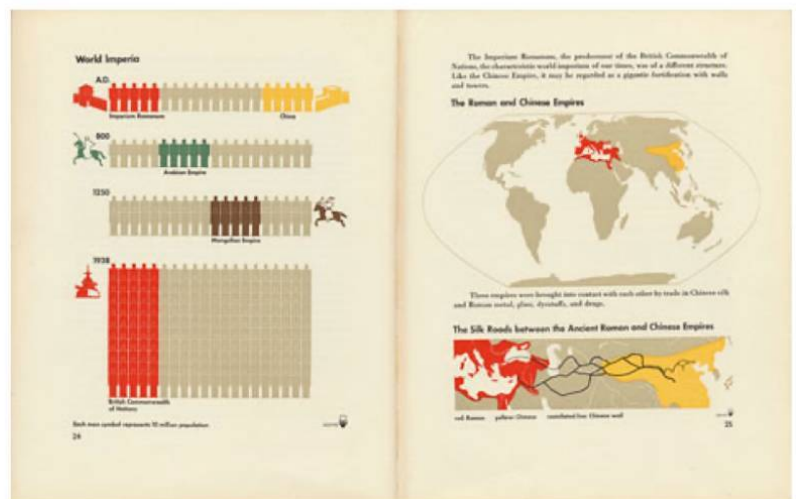 World Imperia
A.D.
Imperium Romanum
China
800
Arabian Empire
1250
Mongolian Empire
1938
British Commonwealth
of Nations
Each man symbol represents 10 million population
24
The Imperium Romanum, the predecessor of the British Commonwealth of
Nations, the characteristic world imperium of our times, was of a different structure.
Like the Chinese Empire, it may be regarded as a gigantic fortification with walls
and towers.
The Roman and Chinese Empires
These empires were brought into contact with each other by trade in Chinese silk
and Roman metal, glass, dyestuffs, and drugs.
The Silk Roads between the Ancient Roman and Chinese Empires
red: Roman yellow: Chinese castellated line: Chinese wall
25